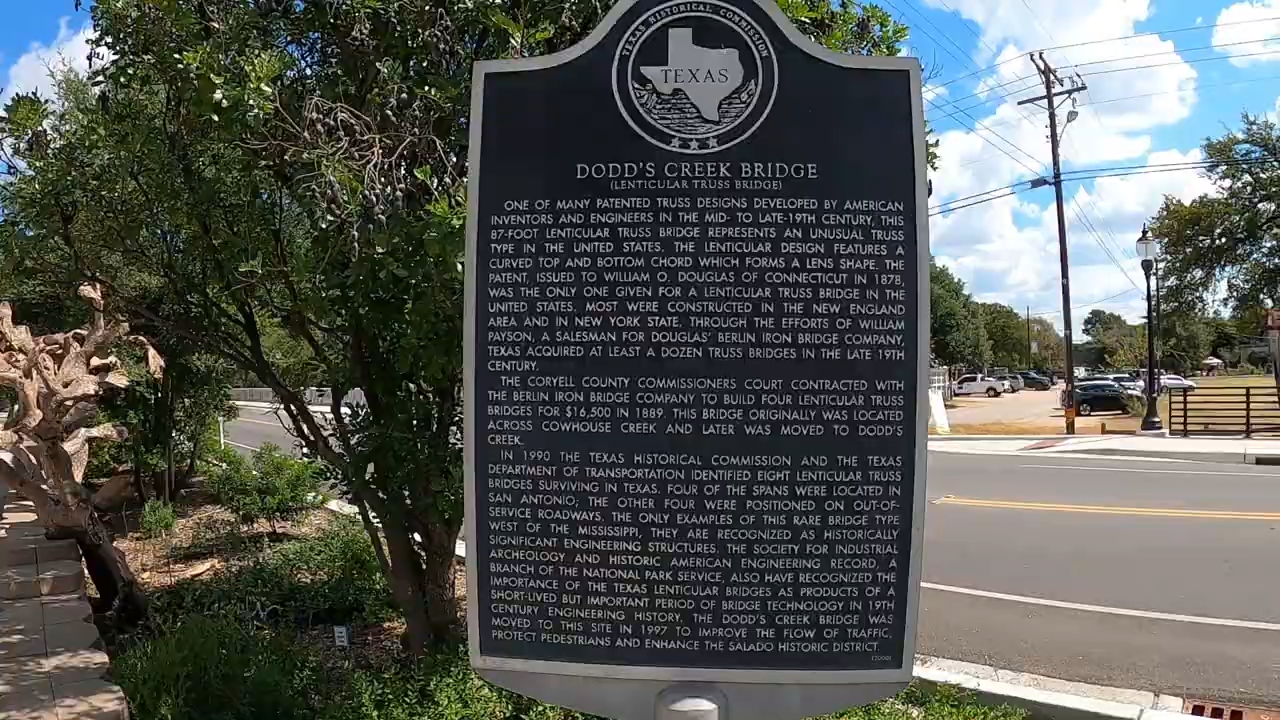 TEXAS HISTORICAL COMMISSION
TEXAS
DODD'S CREEK BRIDGE
(LENTICULAR TRUSS BRIDGE)
ONE OF MANY PATENTED TRUSS DESIGNS DEVELOPED BY AMERICAN
INVENTORS AND ENGINEERS IN THE MID- TO LATE-19TH CENTURY, THIS
87-FOOT LENTICULAR TRUSS BRIDGE REPRESENTS AN UNUSUAL TRUSS
TYPE IN THE UNITED STATES. THE LENTICULAR DESIGN FEATURES A
CURVED TOP AND BOTTOM CHORD WHICH FORMS A LENS SHAPE. THE
PATENT, ISSUED TO WILLIAM O. DOUGLAS OF CONNECTICUT IN 1878,
WAS THE ONLY ONE GIVEN FOR A LENTICULAR TRUSS BRIDGE IN THE
UNITED STATES. MOST WERE CONSTRUCTED IN THE NEW ENGLAND
AREA AND IN NEW YORK STATE. THROUGH THE EFFORTS OF WILLIAM
PAYSON, A SALESMAN FOR DOUGLAS' BERLIN IRON BRIDGE COMPANY,
TEXAS ACQUIRED AT LEAST A DOZEN TRUSS BRIDGES IN THE LATE 19TH
CENTURY.
THE CORYELL COUNTY COMMISSIONERS COURT CONTRACTED WITH
THE BERLIN IRON BRIDGE COMPANY TO BUILD FOUR LENTICULAR TRUSS
BRIDGES FOR $16,500 IN 1889. THIS BRIDGE ORIGINALLY WAS LOCATED
ACROSS COWHOUSE CREEK AND LATER WAS MOVED TO DODD'S
CREEK.
IN 1990 THE TEXAS HISTORICAL COMMISSION AND THE TEXAS
DEPARTMENT OF TRANSPORTATION IDENTIFIED EIGHT LENTICULAR TRUSS
BRIDGES SURVIVING IN TEXAS. FOUR OF THE SPANS WERE LOCATED IN
SAN ANTONIO; THE OTHER FOUR WERE POSITIONED ON OUT-OF-
SERVICE ROADWAYS. THE ONLY EXAMPLES OF THIS RARE BRIDGE TYPE
WEST OF THE MISSISSIPPI, THEY ARE RECOGNIZED AS HISTORICALLY
SIGNIFICANT ENGINEERING STRUCTURES. THE SOCIETY FOR INDUSTRIAL
ARCHEOLOGY AND HISTORIC AMERICAN ENGINEERING RECORD, A
BRANCH OF THE NATIONAL PARK SERVICE, ALSO HAVE RECOGNIZED THE
IMPORTANCE OF THE TEXAS LENTICULAR BRIDGES AS PRODUCTS OF A
SHORT-LIVED BUT IMPORTANT PERIOD OF BRIDGE TECHNOLOGY IN 19TH
CENTURY ENGINEERING HISTORY. THE DODD'S CREEK BRIDGE WAS
MOVED TO THIS SITE IN 1997 TO IMPROVE THE FLOW OF TRAFFIC,
PROTECT PEDESTRIANS AND ENHANCE THE SALADO HISTORIC DISTRICT.
(2000)